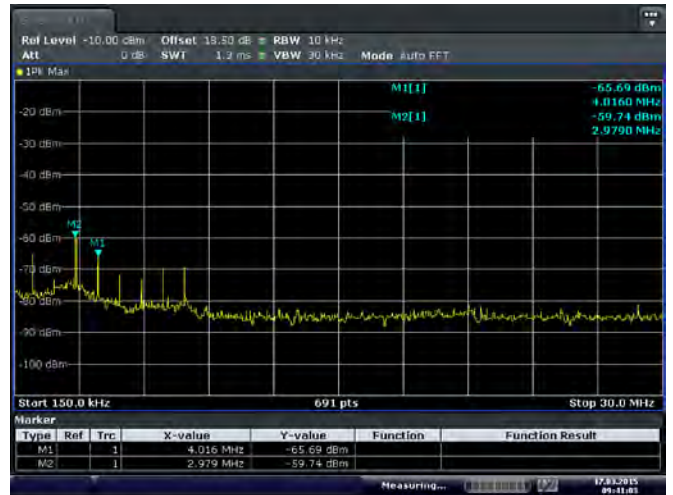 Ref Level -10.00 dBm Offset 18.50 dB RBW 10 kHz
Att 0 dB SWT 1.3 ms VBW 30 kHz Mode Auto FFT
1Pk Max
M1[1] -65.69 dBm
4.0160 MHz
-20 dBm
M2[1] -59.74 dBm
2.9790 MHz
-30 dBm
-40 dBm
-50 dBm
M2
-60 dBm
M1
-70 dBm
-80 dBm
-90 dBm
-100 dBm
Start 150.0 kHz 691 pts Stop 30.0 MHz
Marker
Type Ref Trc X-value Y-value Function Function Result
M1 1 4.016 MHz -65.69 dBm
M2 1 2.979 MHz -59.74 dBm
Measuring... 17.03.2015
09:41:03